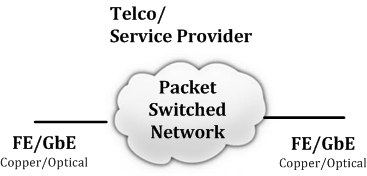 Telco/
Service Provider
Packet
Switched
Network
FE/GbE
Copper/Optical
FE/GbE
Copper/Optical